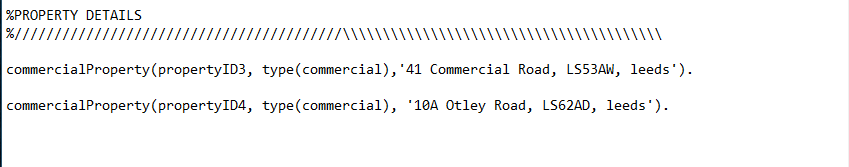 %PROPERTY DETAILS
%/////////////////////////////////////////\\\\\\\\\\\\\\\\\\\\\\\\\\\\\\\\\\\\\\\\
commercialProperty(propertyID3, type(commercial),'41 Commercial Road, LS53AW, leeds').
commercialProperty(propertyID4, type(commercial), '10A Otley Road, LS62AD, leeds').